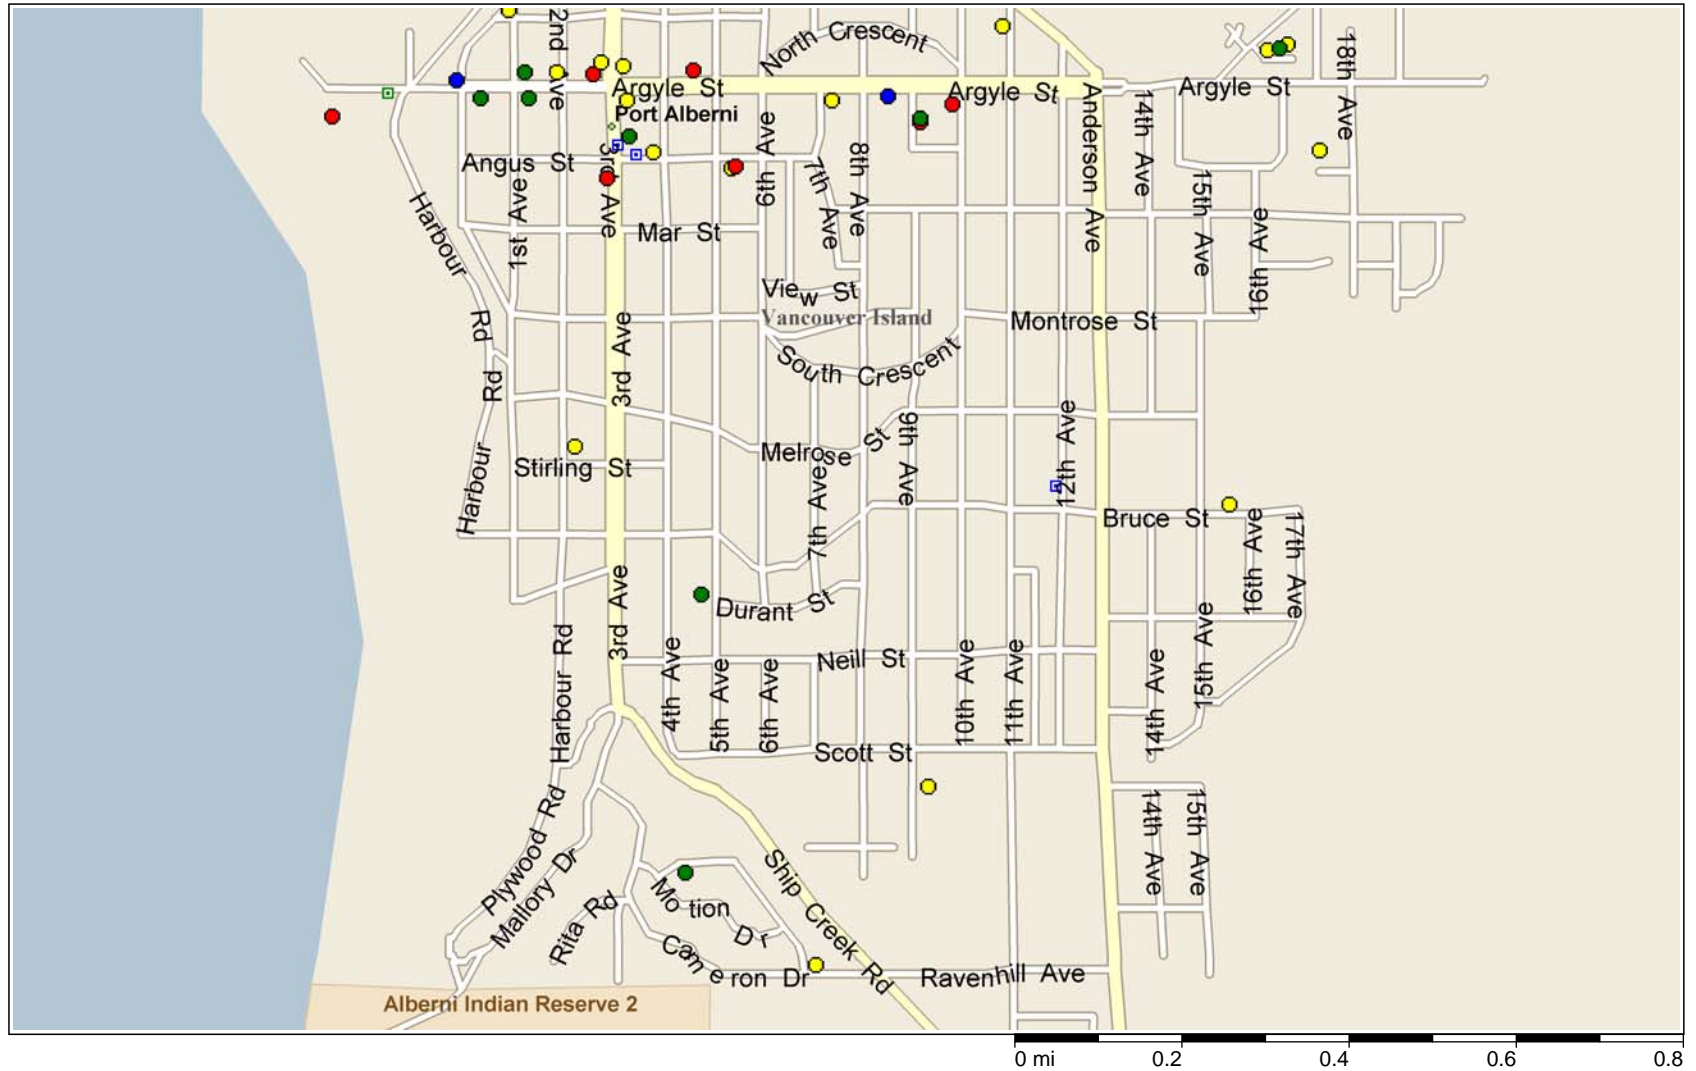 2nd Ave
North Crescent
18th Ave
Argyle St
Argyle St
Argyle St
Port Alberni
Anderson Ave
14th Ave
6th Ave
Angus St
3rd Ave
7th Ave
8th Ave
15th Ave
Harbour Rd
1st Ave
Mar St
16th Ave
View St
Vancouver Island
Montrose St
3rd Ave
South Crescent
Harbour Rd
12th Ave
9th Ave
Melrose St
Stirling St
7th Ave
Bruce St
16th Ave
17th Ave
3rd Ave
Durant St
15th Ave
Harbour Rd
4th Ave
Neill St
10th Ave
11th Ave
14th Ave
5th Ave
6th Ave
Scott St
Plywood Rd
14th Ave
15th Ave
Mallory Dr
Rita Rd
Motion Dr
Ship Creek Rd
Cameron Dr
Ravenhill Ave
Alberni Indian Reserve 2
0 mi 0.2 0.4 0.6 0.8